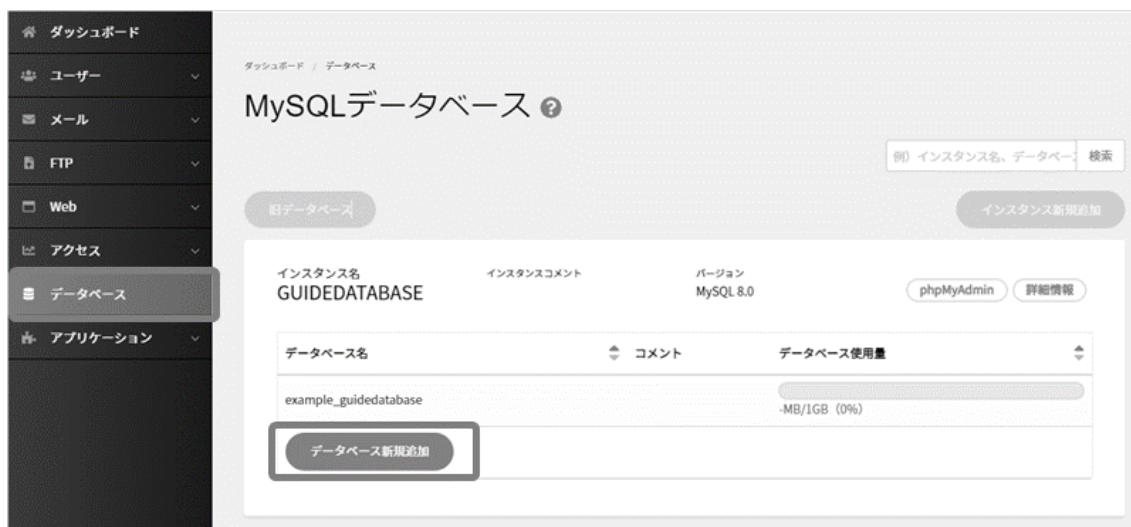 ダッシュボード
ユーザー
メール
FTP
Web
アクセス
データベース
アプリケーション
ダッシュボード / データベース
MySQLデータベース ?
例）インスタンス名、データベー
検索
旧データベース
インスタンス新規追加
インスタンス名
GUIDEDATABASE
インスタンスコメント
バージョン
MySQL 8.0
phpMyAdmin
詳細情報
データベース名 コメント データベース使用量
example_guidedatabase
-MB/1GB（0%）
データベース新規追加